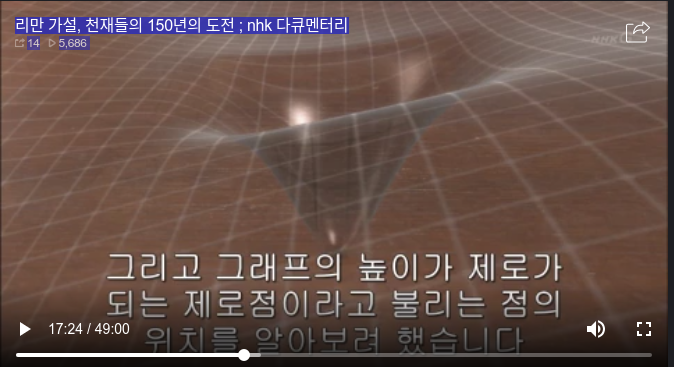 리만 가설, 천재들의 150년의 도전 ; nhk 다큐멘터리
14 5,686
NHK
그리고 그래프의 높이가 제로가
되는 제로점이라고 불리는 점의
위치를 알아보려 했습니다
17:24 / 49:00